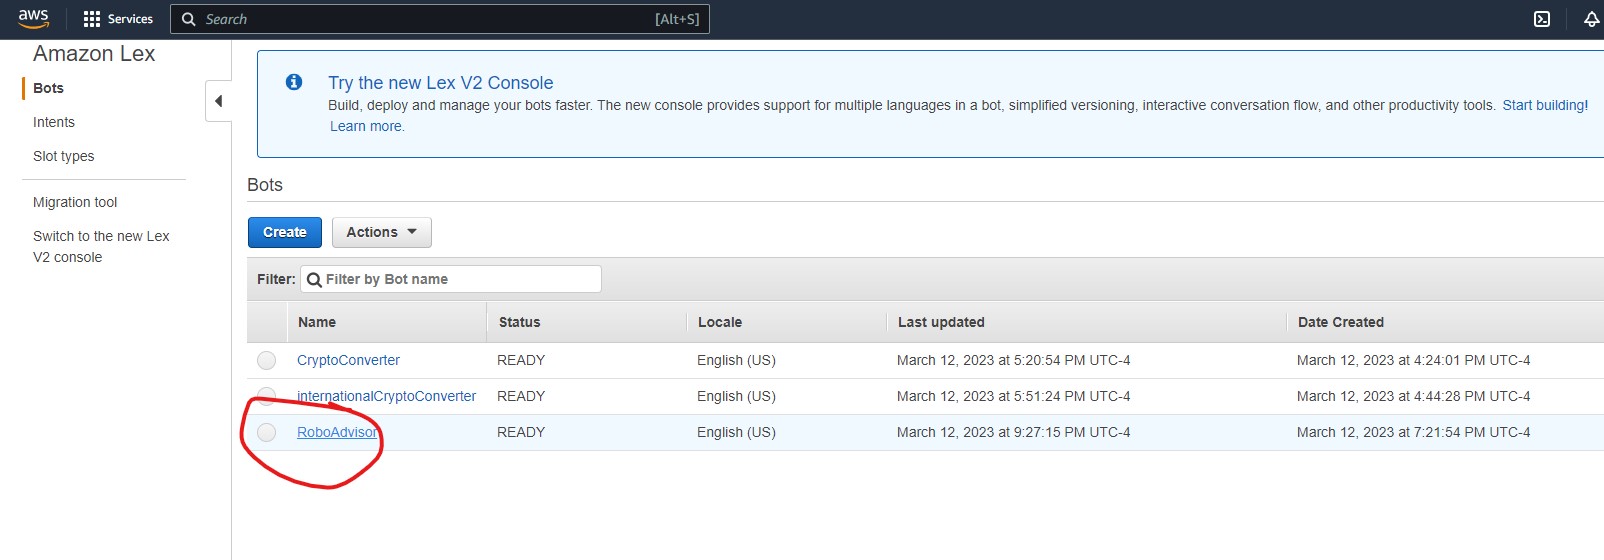 aws Services Search [Alt+S]
Amazon Lex
Bots
Intents
Slot types
Migration tool
Switch to the new Lex
V2 console
Try the new Lex V2 Console
Build, deploy and manage your bots faster. The new console provides support for multiple languages in a bot, simplified versioning, interactive conversation flow, and other productivity tools. Start building!
Learn more.
Bots
Create Actions
Filter: Filter by Bot name
Name Status Locale Last updated Date Created
CryptoConverter READY English (US) March 12, 2023 at 5:20:54 PM UTC-4 March 12, 2023 at 4:24:01 PM UTC-4
internationalCryptoConverter READY English (US) March 12, 2023 at 5:51:24 PM UTC-4 March 12, 2023 at 4:44:28 PM UTC-4
RoboAdvisor READY English (US) March 12, 2023 at 9:27:15 PM UTC-4 March 12, 2023 at 7:21:54 PM UTC-4